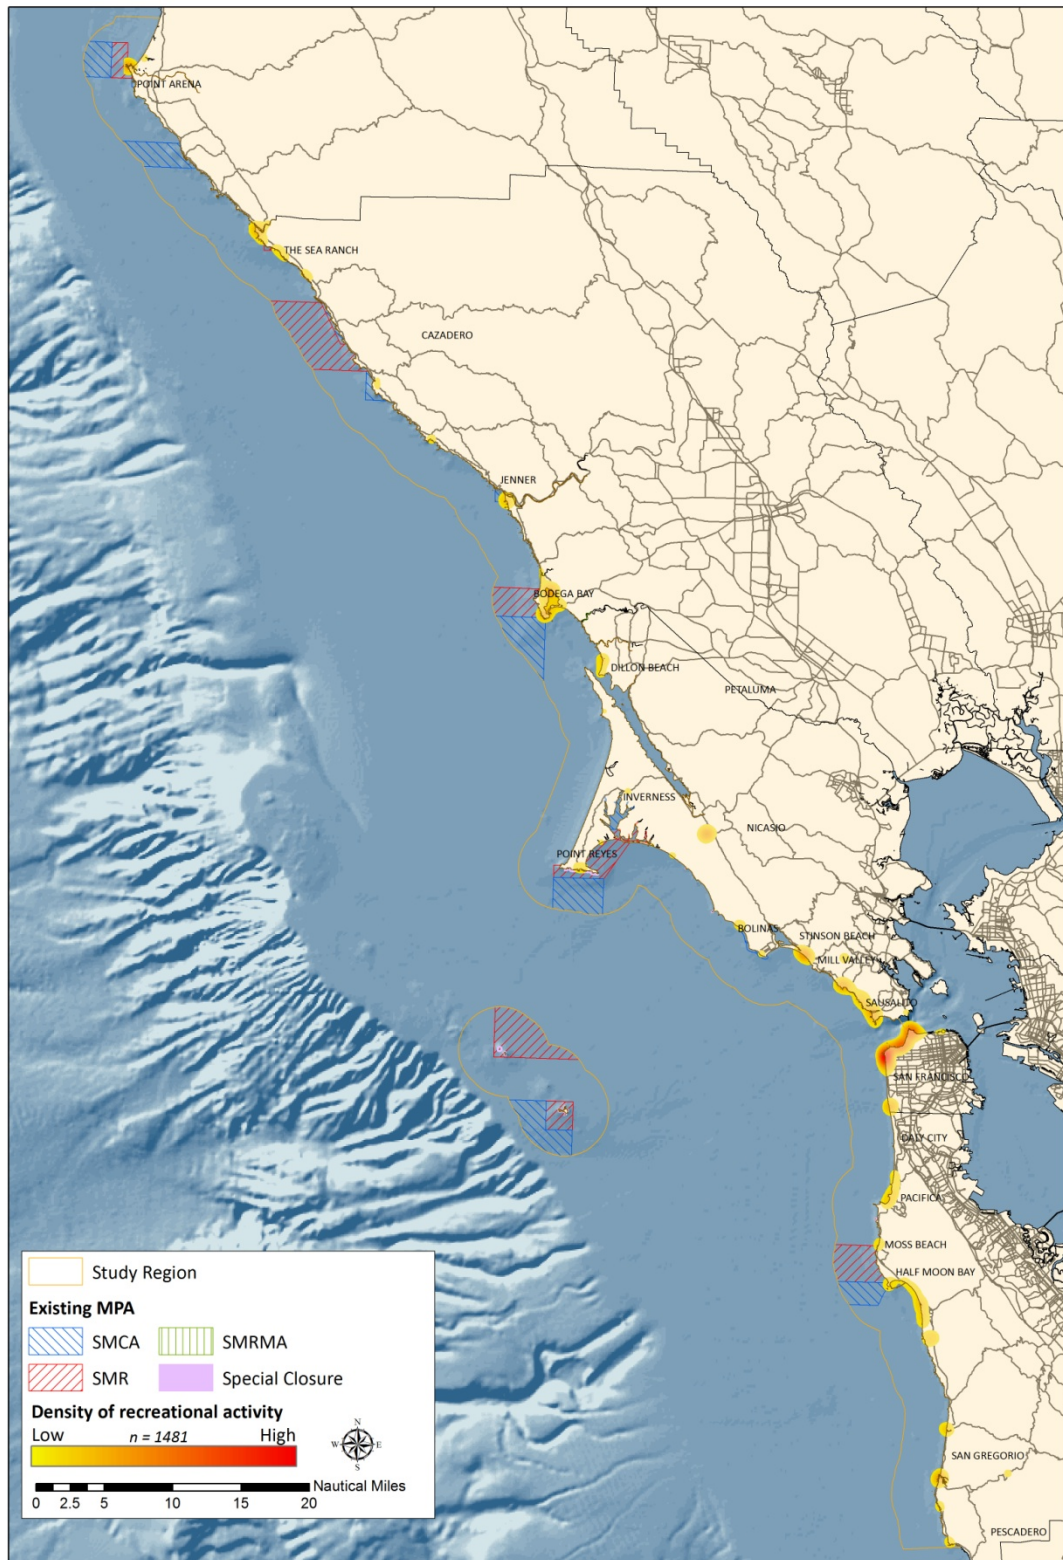 POINT ARENA
THE SEA RANCH
CAZADERO
JENNER
BODEGA BAY
DILLON BEACH
PETALUMA
INVERNESS
NICASIO
POINT REYES
BOLINAS
STINSON BEACH
MILL VALLEY
SAUSALITO
SAN FRANCISCO
DALY CITY
PACIFICA
MOSS BEACH
HALF MOON BAY
SAN GREGORIO
PESCADERO
Study Region
Existing MPA
SMCA
SMRMA
SMR
Special Closure
Density of recreational activity
Low
n = 1481
High
N
W
E
S
Nautical Miles
0 2.5 5 10 15 20